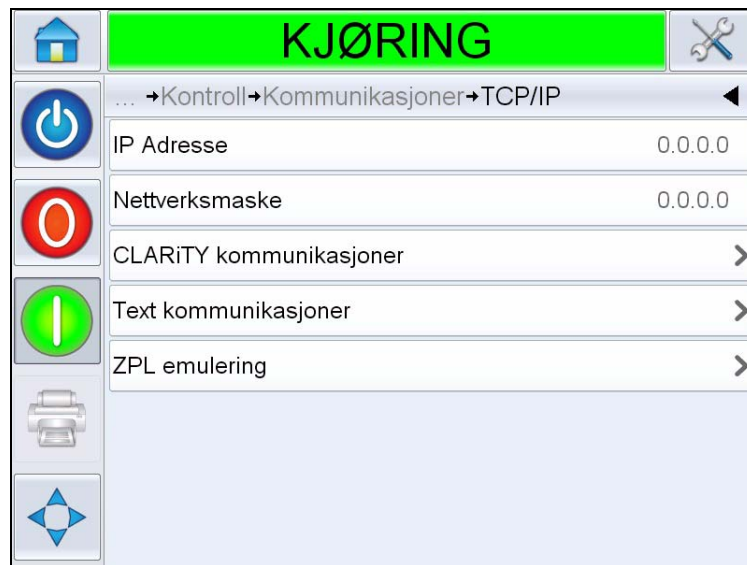 KJØRING
... →Kontroll→Kommunikasjoner→TCP/IP
IP Adresse 0.0.0.0
Nettverksmaske 0.0.0.0
CLARiTY kommunikasjoner
Text kommunikasjoner
ZPL emulering